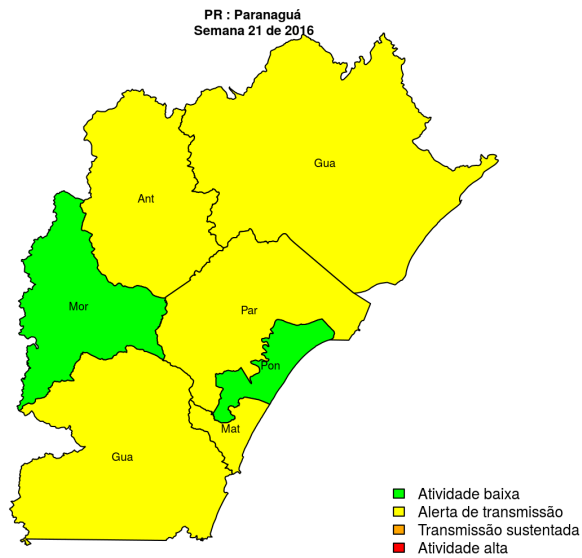 PR : Paranaguá
Semana 21 de 2016
Gua
Ant
Mor
Par
Pon
Mat
Gua
Atividade baixa
Alerta de transmissão
Transmissão sustentada
Atividade alta